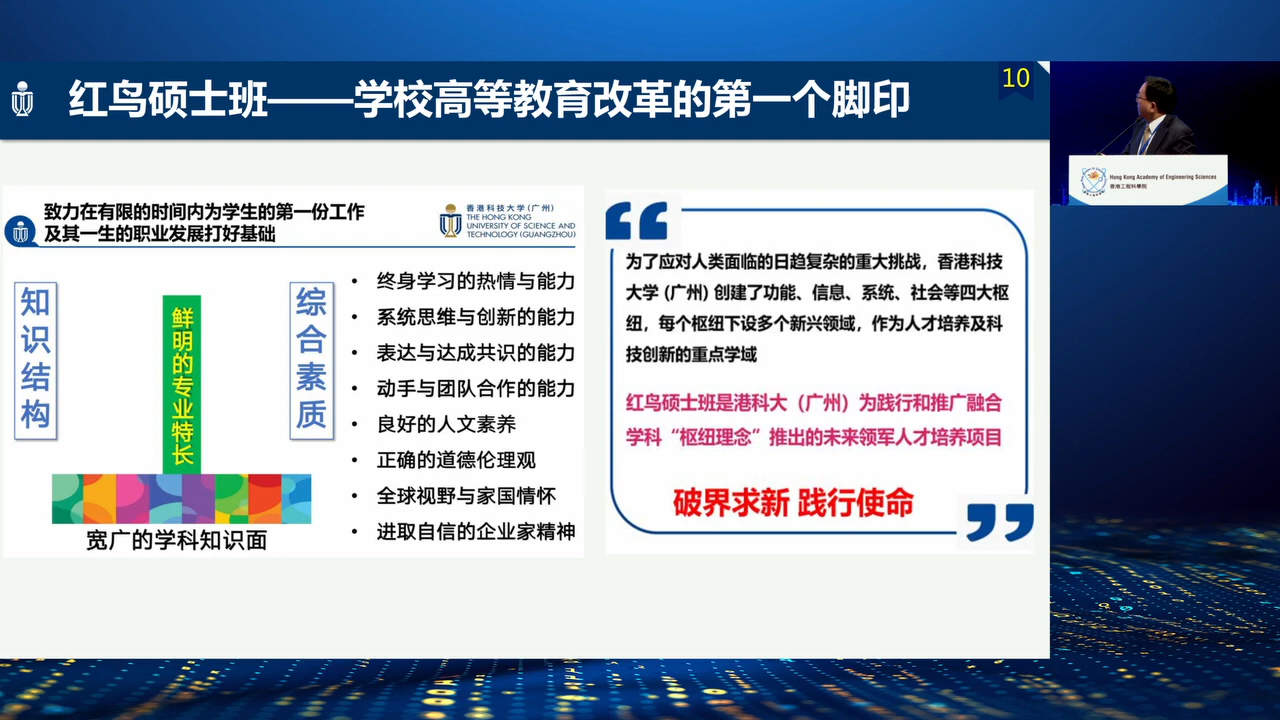 红鸟硕士班——学校高等教育改革的第一个脚印
10
致力在有限的时间内为学生的第一份工作
及其一生的职业发展打好基础
香港科技大学(广州)
THE HONG KONG
UNIVERSITY OF SCIENCE AND
TECHNOLOGY (GUANGZHOU)
知识结构
鲜明的专业特长
综合素质
宽广的学科知识面
• 终身学习的热情与能力
• 系统思维与创新的能力
• 表达与达成共识的能力
• 动手与团队合作的能力
• 良好的人文素养
• 正确的道德伦理观
• 全球视野与家国情怀
• 进取自信的企业家精神
为了应对人类面临的日趋复杂的重大挑战，香港科技
大学 (广州) 创建了功能、信息、系统、社会等四大枢
纽，每个枢纽下设多个新兴领域，作为人才培养及科
技创新的重点学域
红鸟硕士班是港科大（广州）为践行和推广融合
学科“枢纽理念”推出的未来领军人才培养项目
破界求新 践行使命
Hong Kong Academy of Engineering Sciences
香港工程科學院